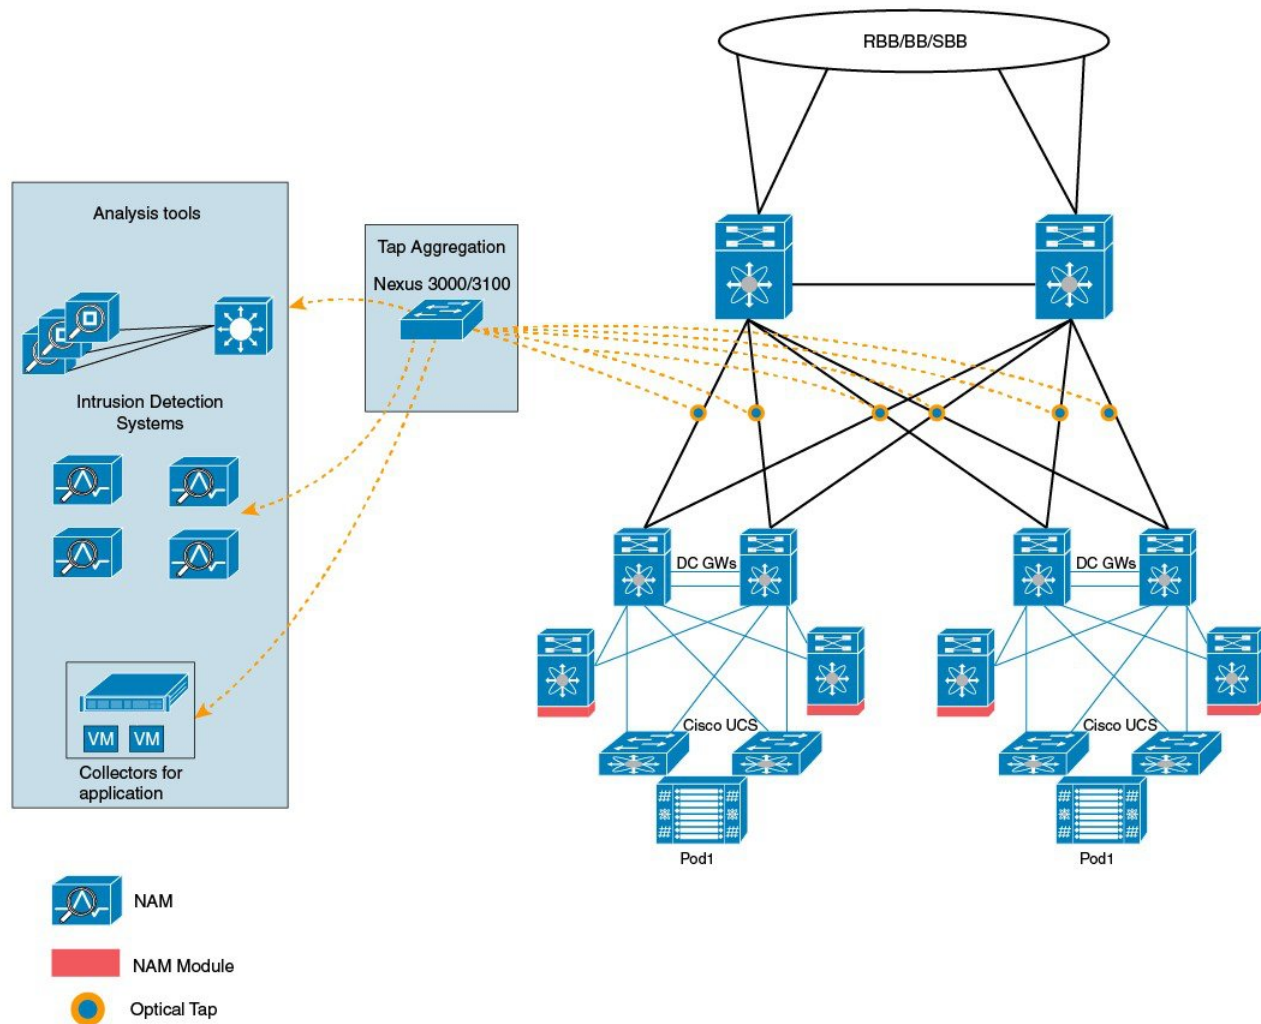 RBB/BB/SBB
Analysis tools
Tap Aggregation
Nexus 3000/3100
Intrusion Detection
Systems
DC GWs
DC GWs
Cisco UCS
Cisco UCS
VM
VM
Collectors for
application
Pod1
Pod1
NAM
NAM Module
Optical Tap